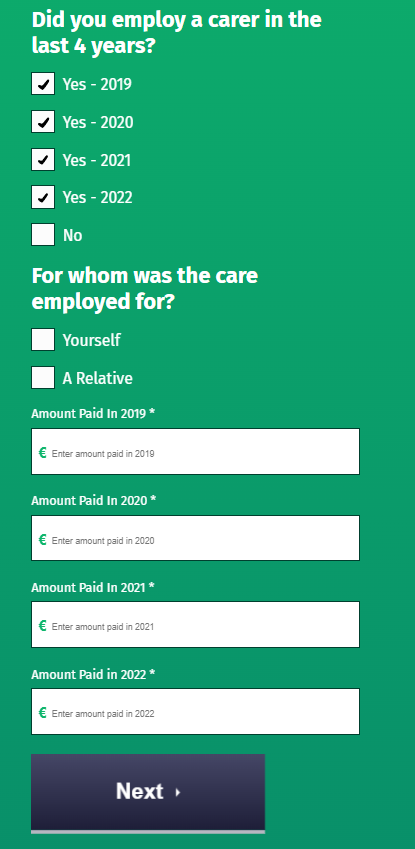 Did you employ a carer in the
last 4 years?
Yes - 2019
Yes - 2020
Yes - 2021
Yes - 2022
No
For whom was the care
employed for?
Yourself
A Relative
Amount Paid In 2019 *
€ Enter amount paid in 2019
Amount Paid In 2020 *
€ Enter amount paid in 2020
Amount Paid In 2021 *
€ Enter amount paid in 2021
Amount Paid in 2022 *
€ Enter amount paid in 2022
Next